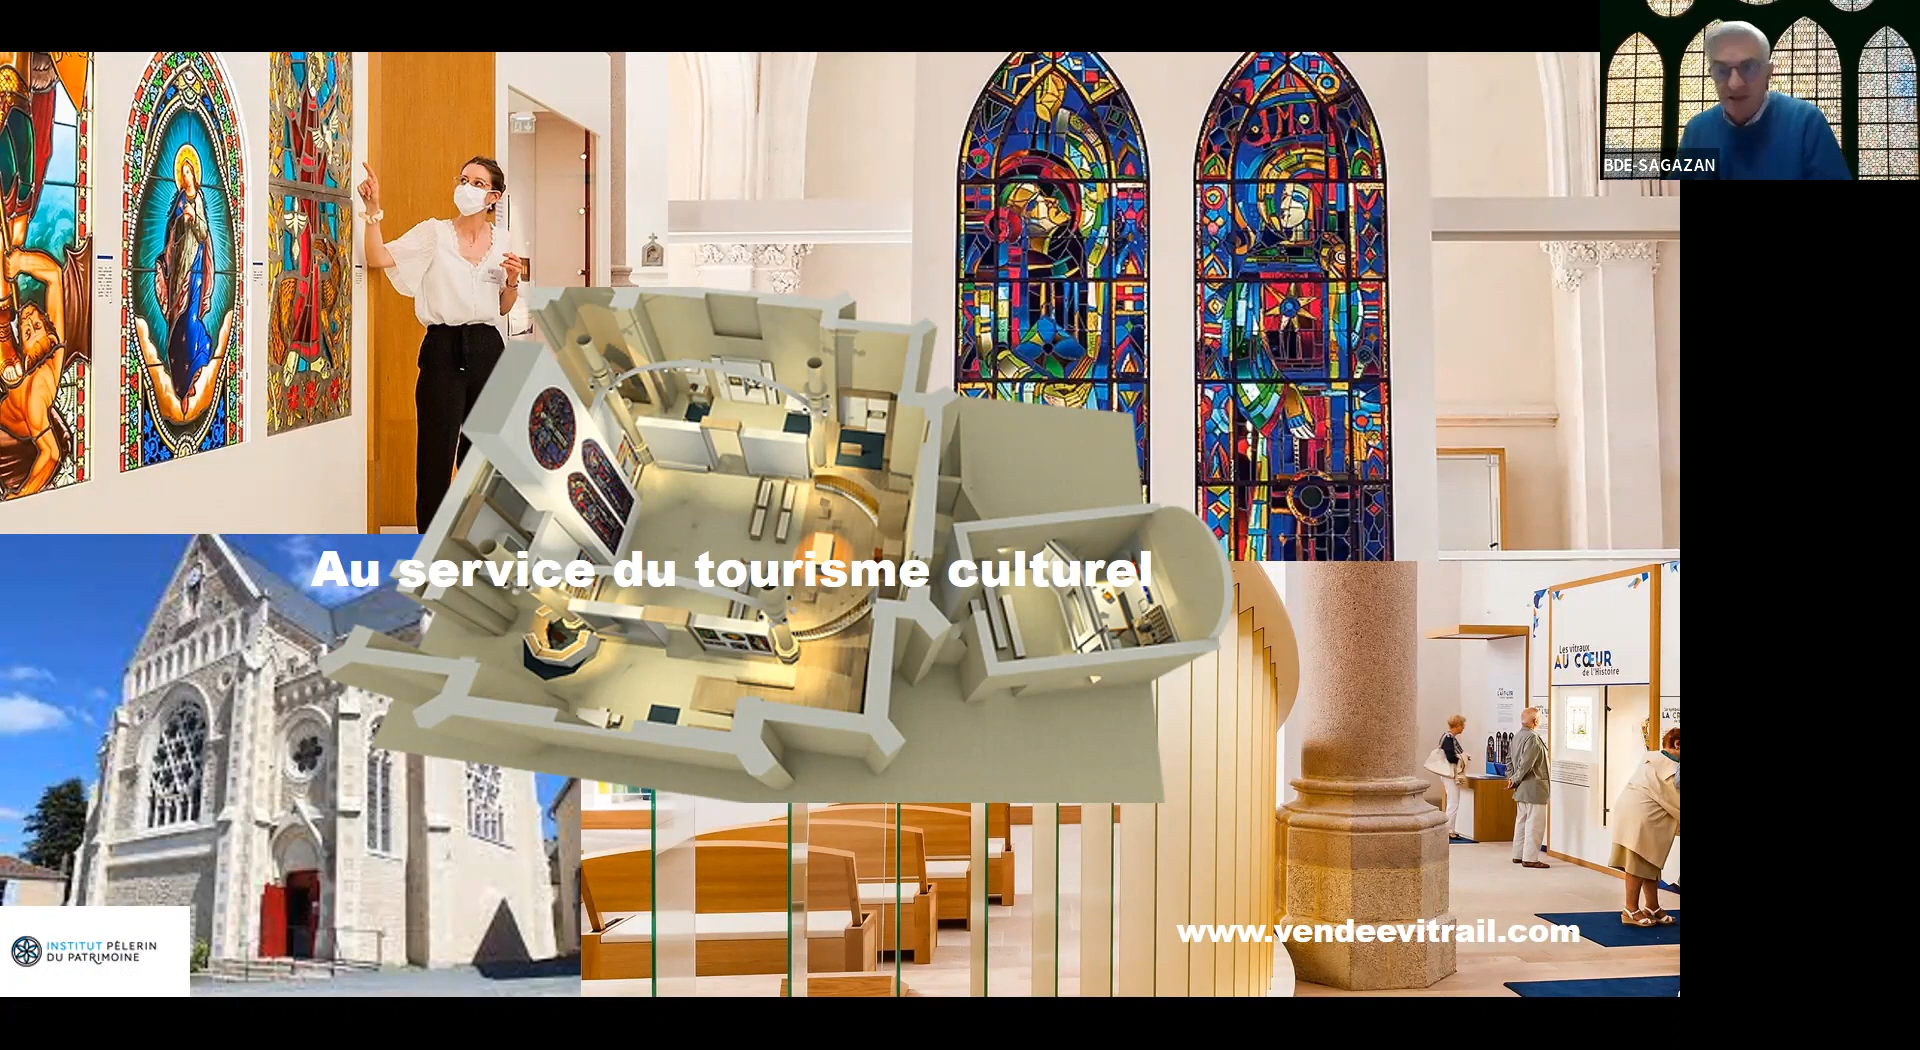 BDE-SAGAZAN
IHS
Au service du tourisme culturel
Les vitraux
AU CŒUR
de l'Histoire
www.vendeevitrail.com
INSTITUT PÈLERIN
DU PATRIMOINE